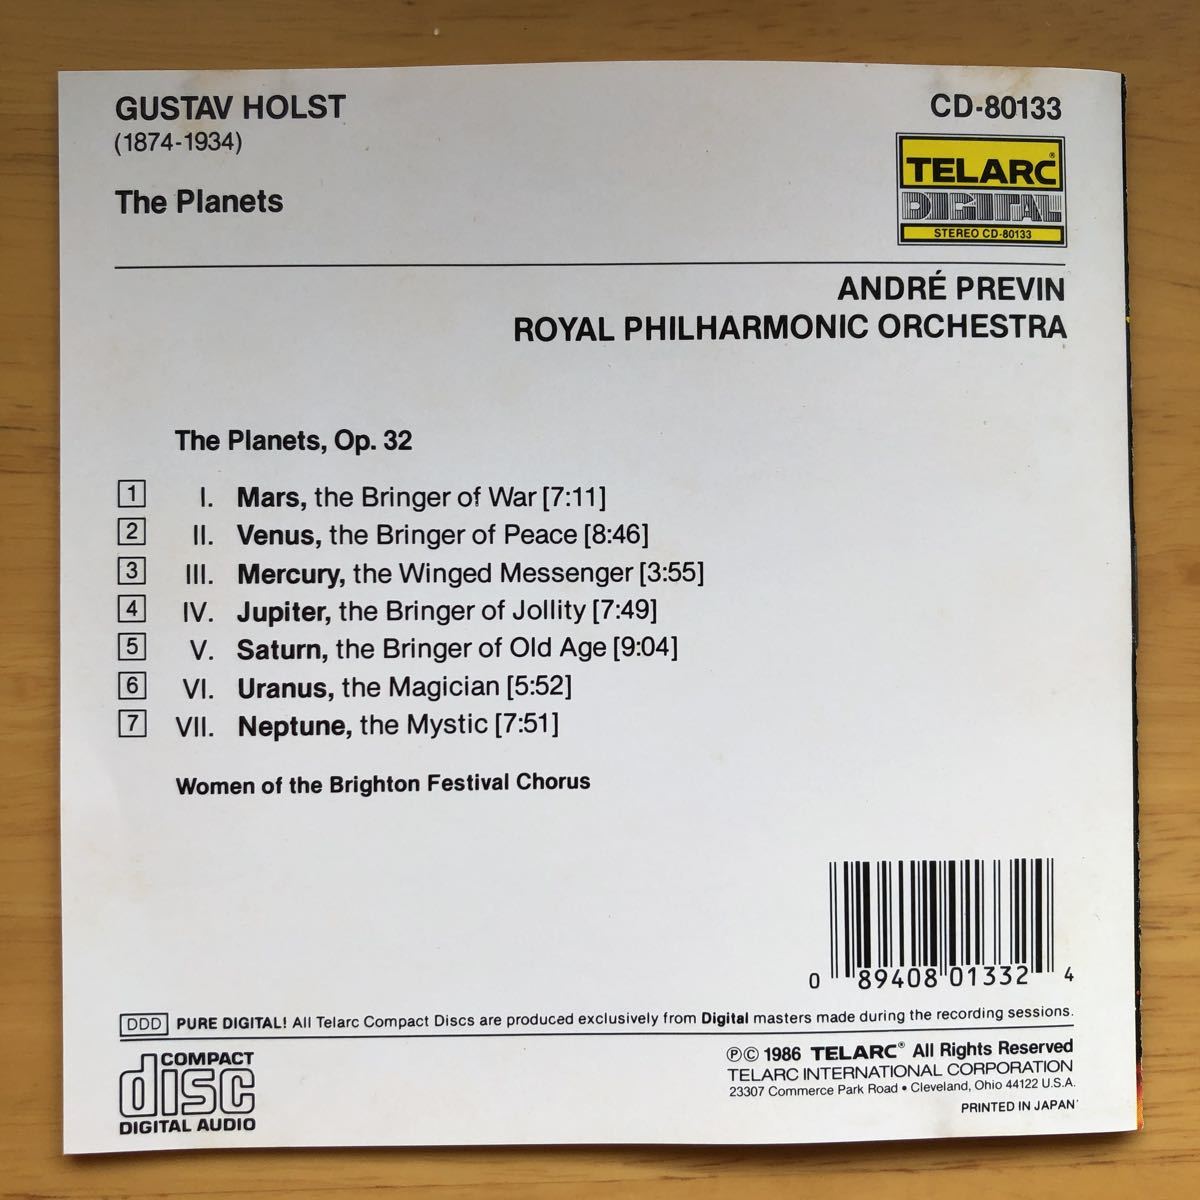 GUSTAV HOLST
(1874-1934)
The Planets
CD-80133
TELARC®
DIGITAL
STEREO CD-80133
ANDRÉ PREVIN
ROYAL PHILHARMONIC ORCHESTRA
The Planets, Op. 32
1 I. Mars, the Bringer of War [7:11]
2 II. Venus, the Bringer of Peace [8:46]
3 III. Mercury, the Winged Messenger [3:55]
4 IV. Jupiter, the Bringer of Jollity [7:49]
5 V. Saturn, the Bringer of Old Age [9:04]
6 VI. Uranus, the Magician [5:52]
7 VII. Neptune, the Mystic [7:51]
Women of the Brighton Festival Chorus
0 89408 01332 4
DDD PURE DIGITAL! All Telarc Compact Discs are produced exclusively from Digital masters made during the recording sessions.
COMPACT
disc
DIGITAL AUDIO
℗© 1986 TELARC® All Rights Reserved
TELARC INTERNATIONAL CORPORATION
23307 Commerce Park Road • Cleveland, Ohio 44122 U.S.A.
PRINTED IN JAPAN